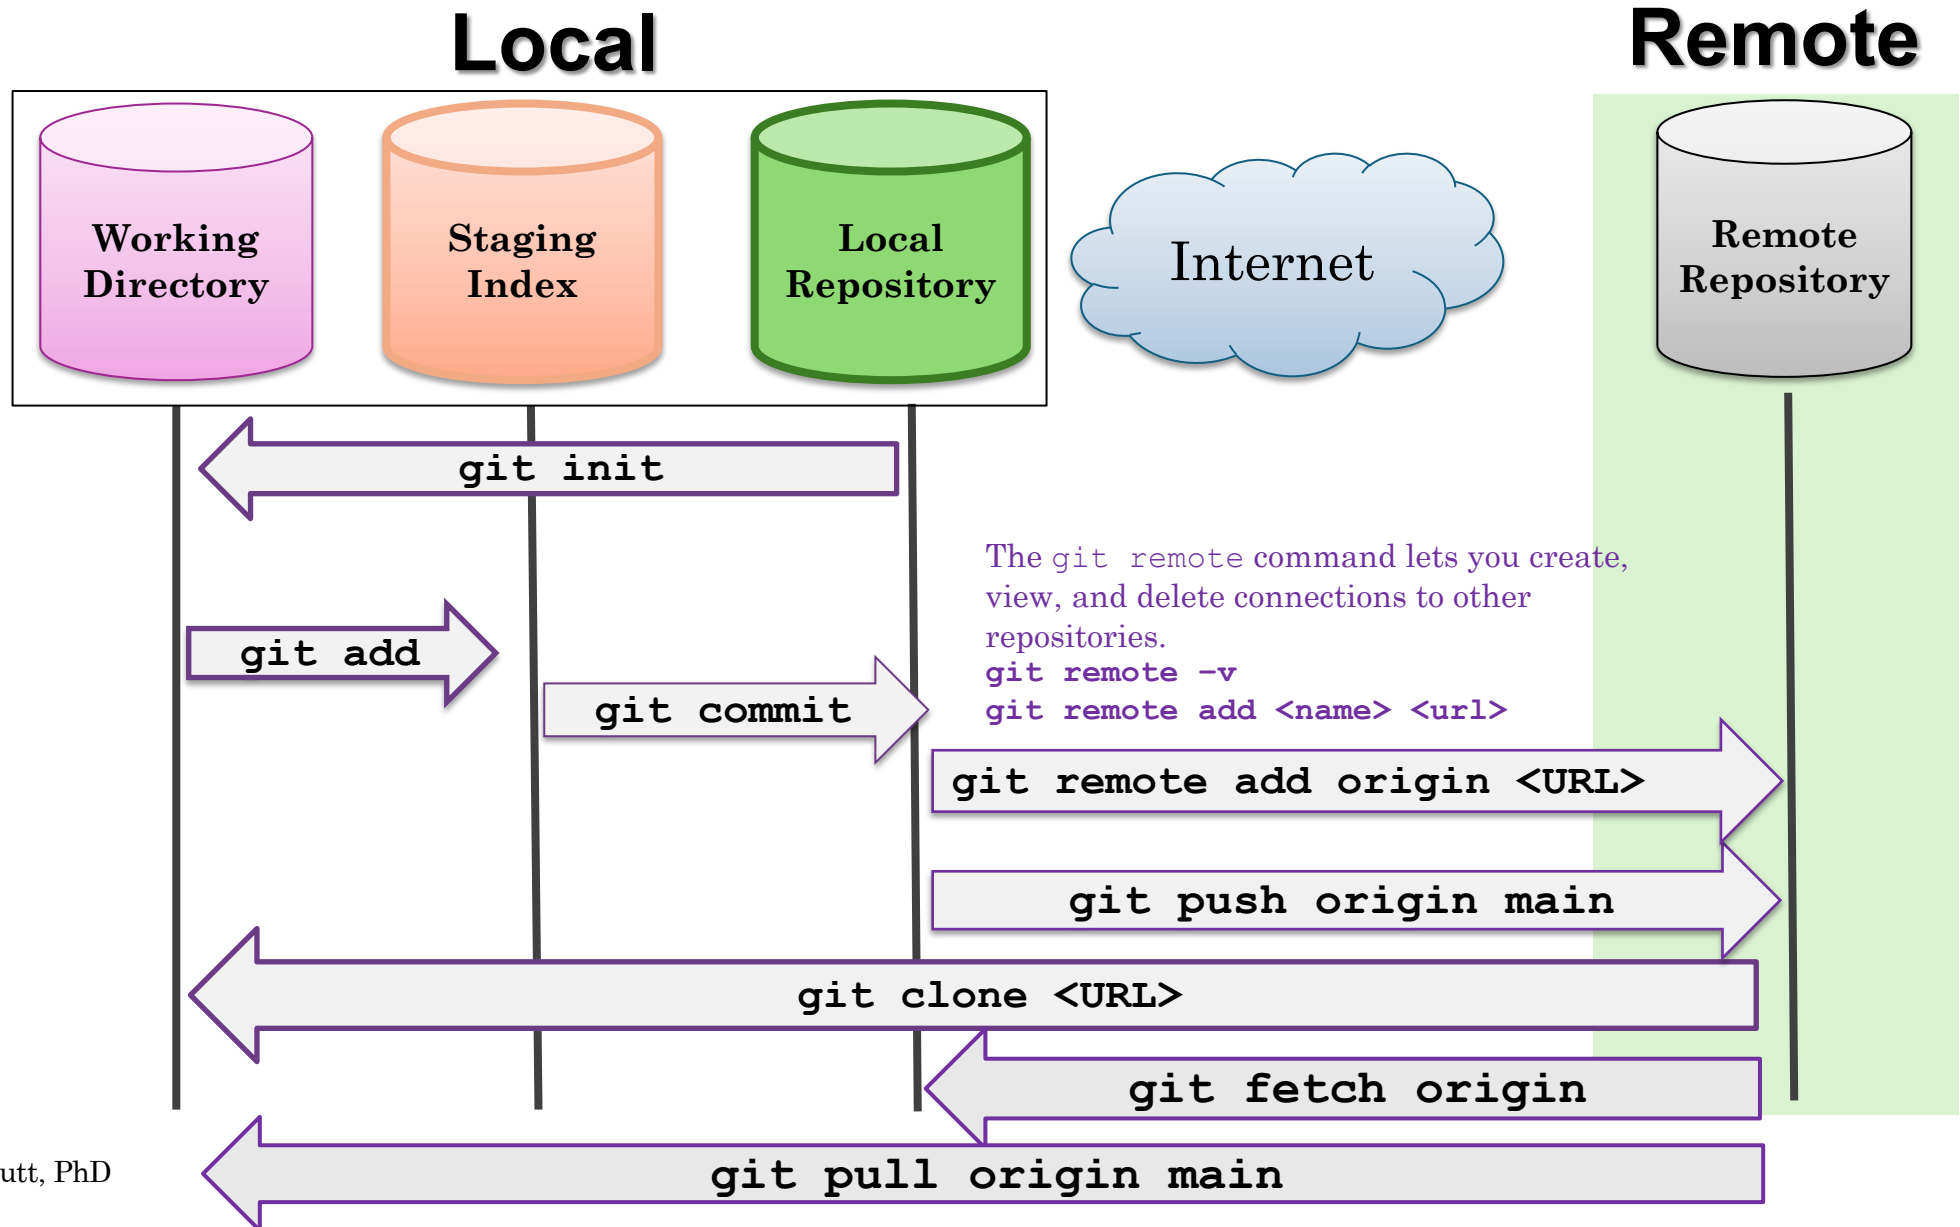 Local
Remote
Working
Directory
Staging
Index
Local
Repository
Internet
Remote
Repository
git init
The git remote command lets you create,
view, and delete connections to other
repositories.
git remote –v
git remote add <name> <url>
git add
git commit
git remote add origin <URL>
git push origin main
git clone <URL>
git fetch origin
git pull origin main
utt, PhD